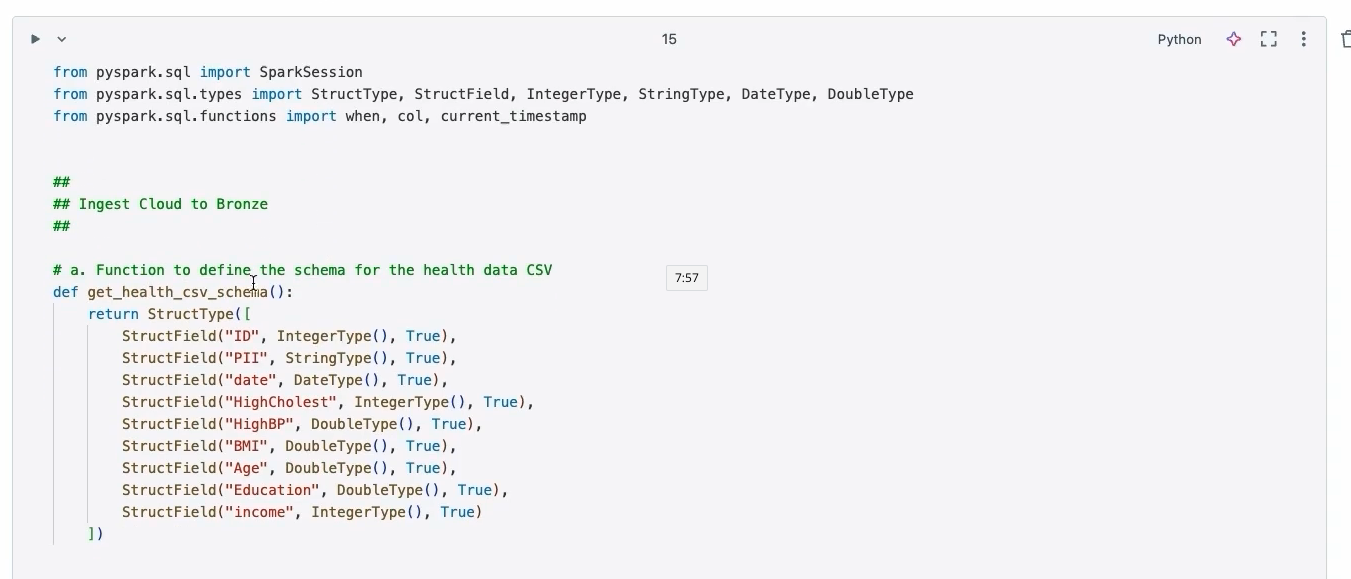 15
Python
from pyspark.sql import SparkSession
from pyspark.sql.types import StructType, StructField, IntegerType, StringType, DateType, DoubleType
from pyspark.sql.functions import when, col, current_timestamp
##
## Ingest Cloud to Bronze
##
# a. Function to define the schema for the health data CSV
7:57
def get_health_csv_schema():
    return StructType([
        StructField("ID", IntegerType(), True),
        StructField("PII", StringType(), True),
        StructField("date", DateType(), True),
        StructField("HighCholest", IntegerType(), True),
        StructField("HighBP", DoubleType(), True),
        StructField("BMI", DoubleType(), True),
        StructField("Age", DoubleType(), True),
        StructField("Education", DoubleType(), True),
        StructField("income", IntegerType(), True)
    ])